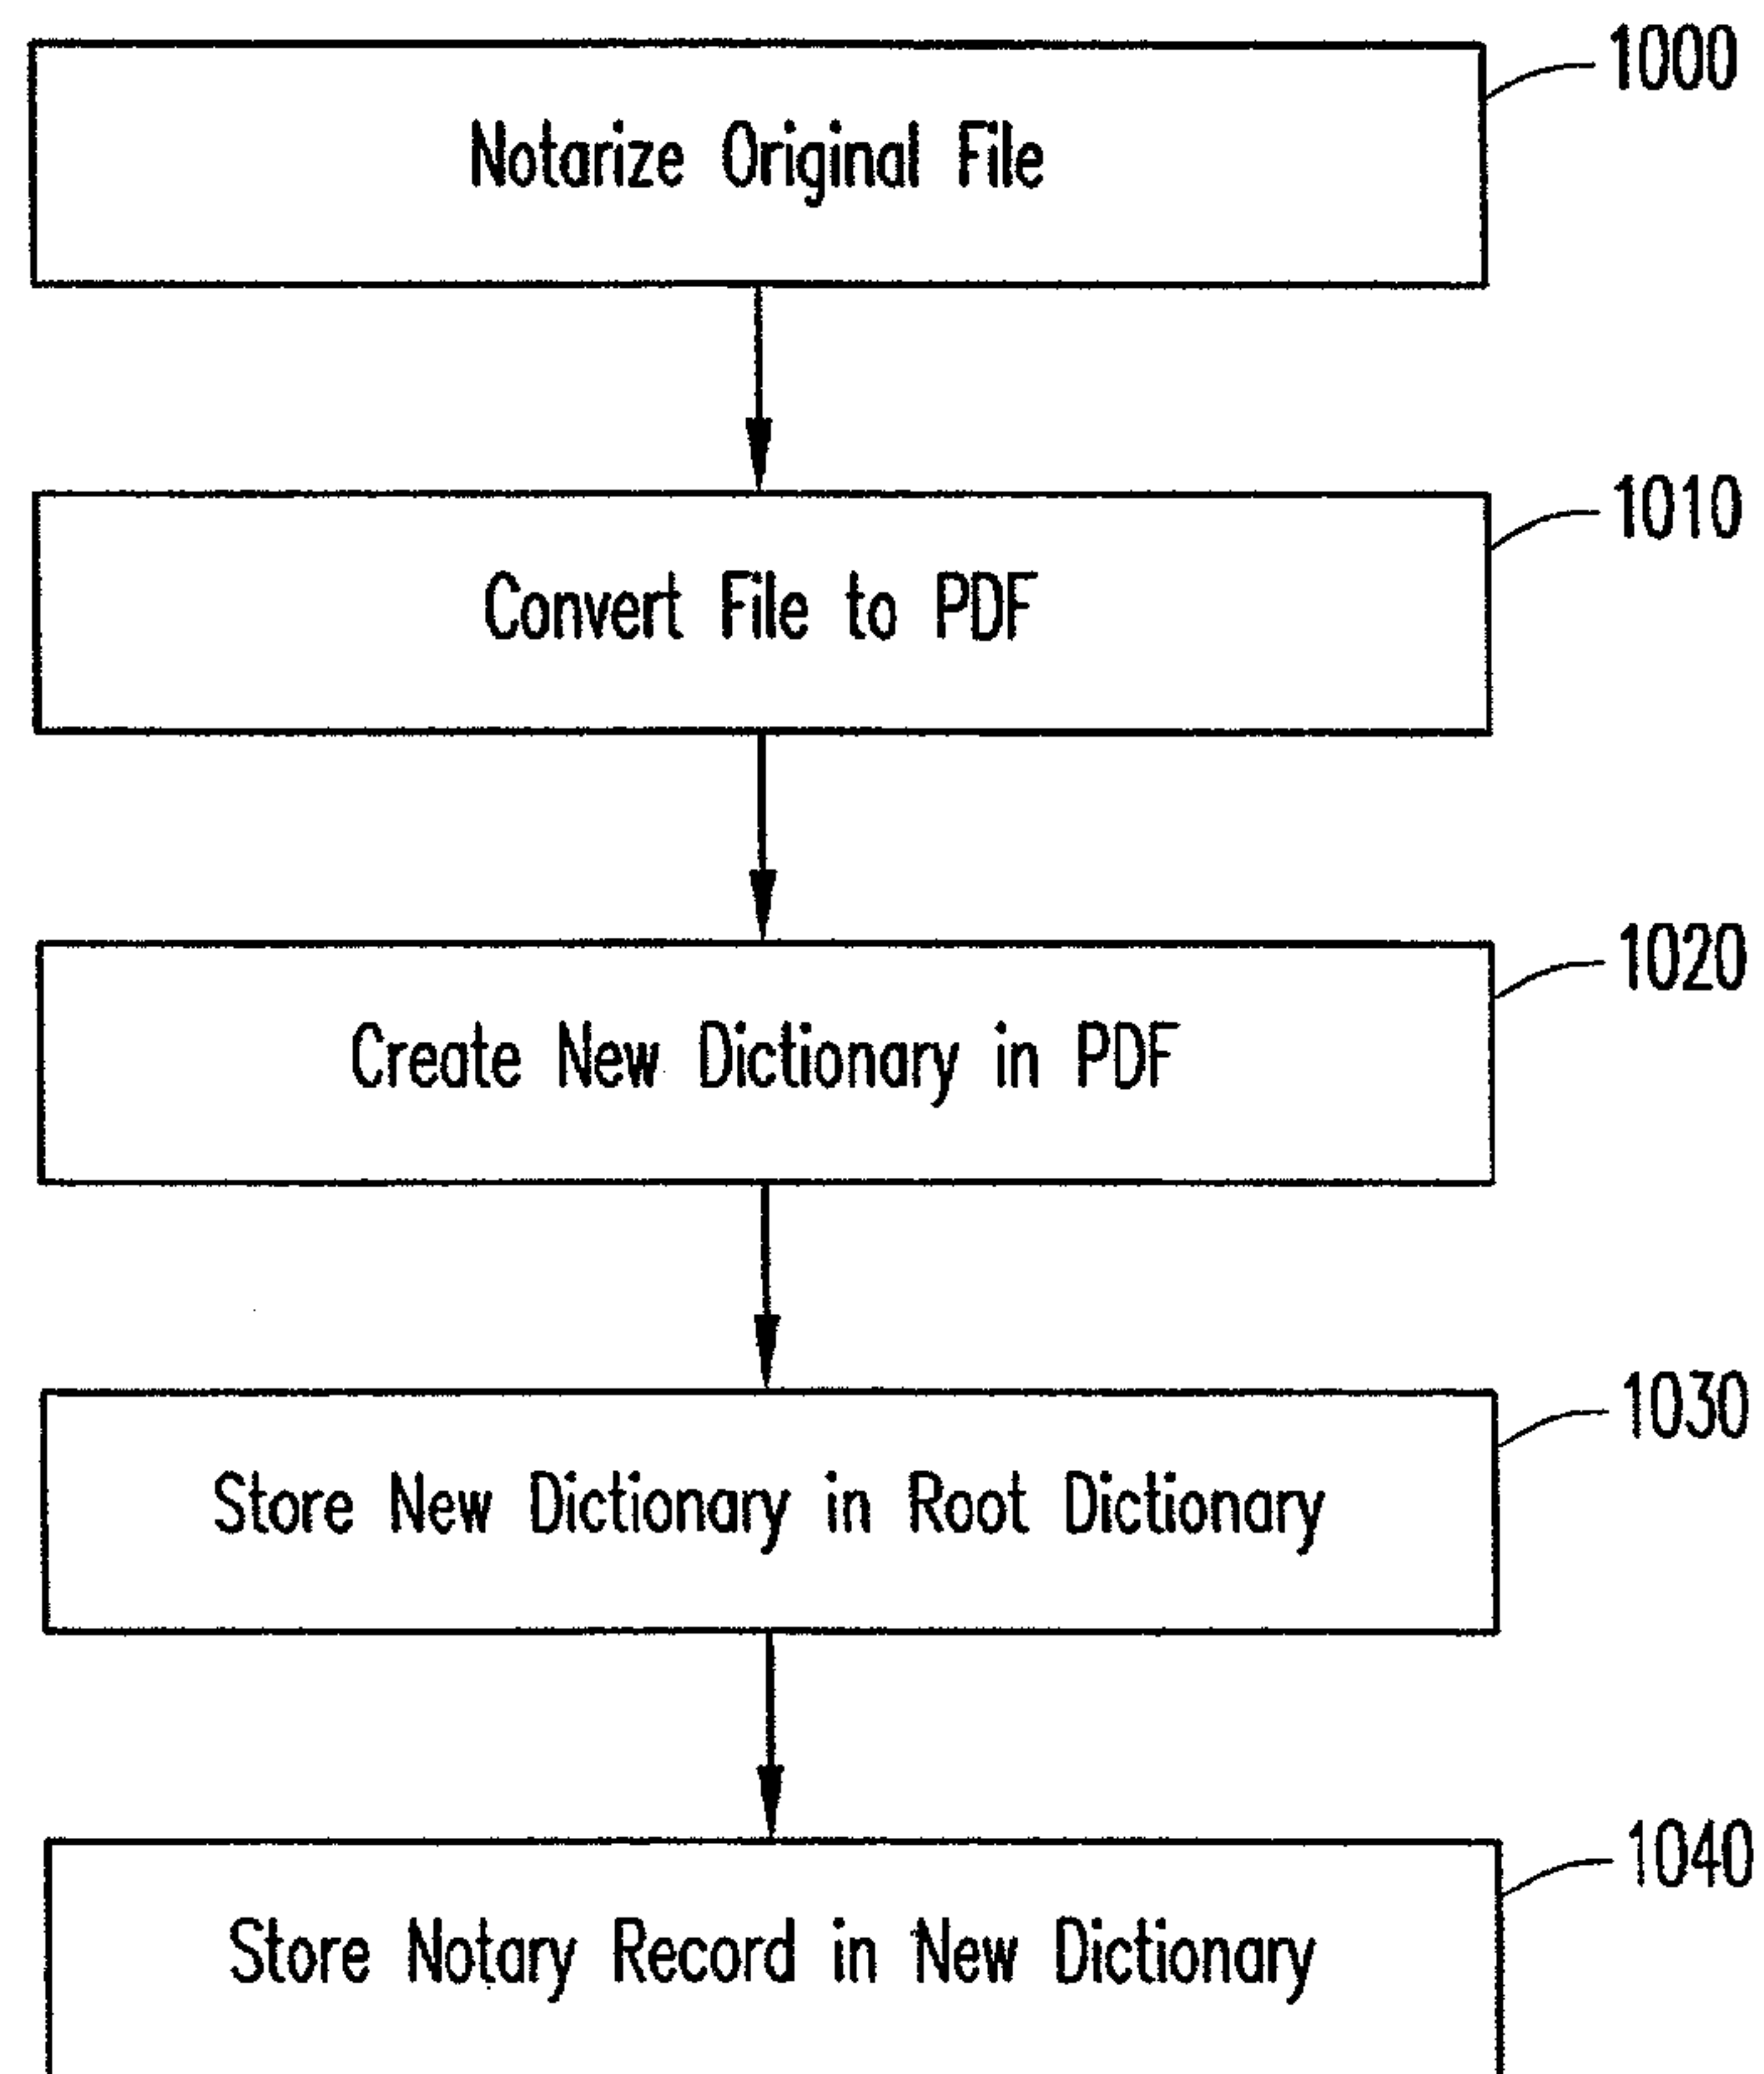 1000
Notarize Original File
1010
Convert File to PDF
1020
Create New Dictionary in PDF
1030
Store New Dictionary in Root Dictionary
1040
Store Notary Record in New Dictionary